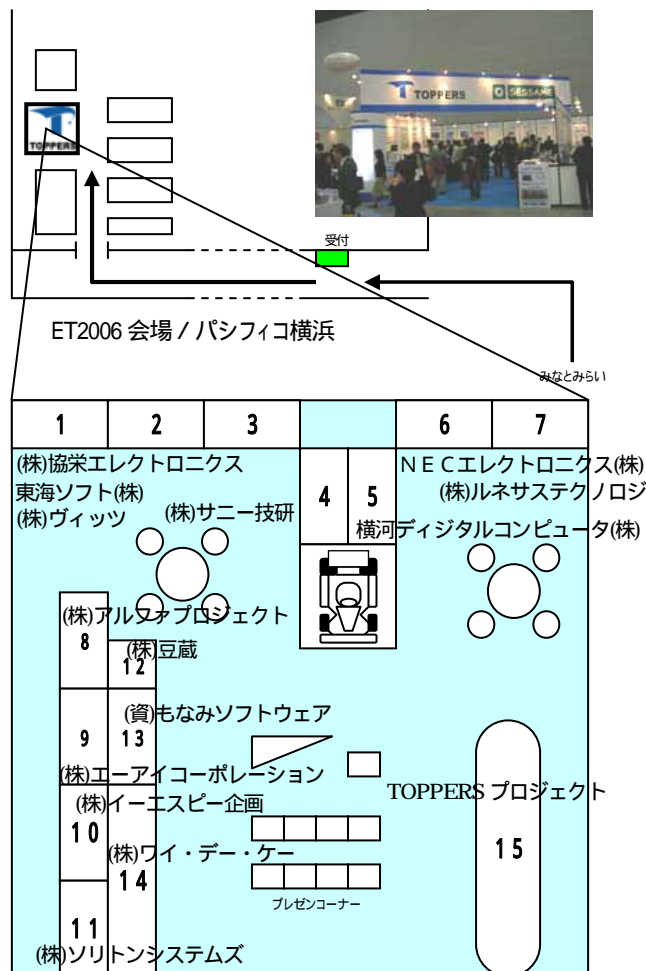 TOPPERS
TOPPERS
SESSAME
受付
ET2006 会場 / パシフィコ横浜
みなとみらい
1
2
3
6
7
(株)協栄エレクトロニクス
東海ソフト(株)
(株)ヴィッツ
(株)サニー技研
4
5
ＮＥＣエレクトロニクス(株)
(株)ルネサステクノロジ
横河ディジタルコンピュータ(株)
(株)アルファプロジェクト
8
(株)豆蔵
12
(資)もなみソフトウェア
9
13
(株)エーアイコーポレーション
TOPPERS プロジェクト
(株)イーエスピー企画
10
(株)ワイ・デー・ケー
14
15
プレゼンコーナー
11
(株)ソリトンシステムズ